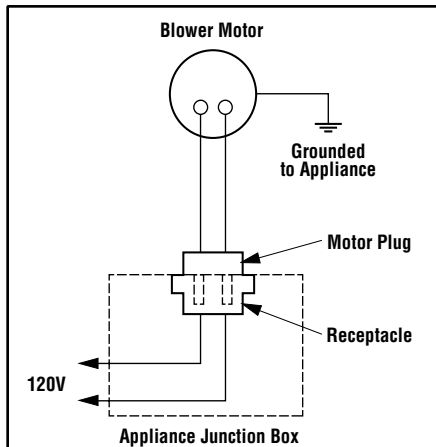 Blower Motor
Grounded
to Appliance
Motor Plug
Receptacle
120V
Appliance Junction Box